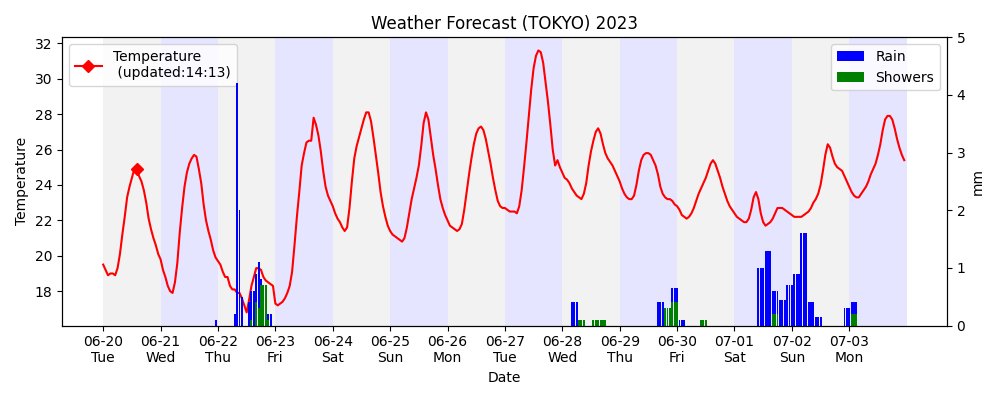 Weather Forecast (TOKYO) 2023
Temperature
(updated:14:13)
Rain
Showers
Temperature
32
30
28
26
24
22
20
18
5
4
3
2
1
0
mm
06-20 06-21 06-22 06-23 06-24 06-25 06-26 06-27 06-28 06-29 06-30 07-01 07-02 07-03
Tue Wed Thu Fri Sat Sun Mon Tue Wed Thu Fri Sat Sun Mon
Date